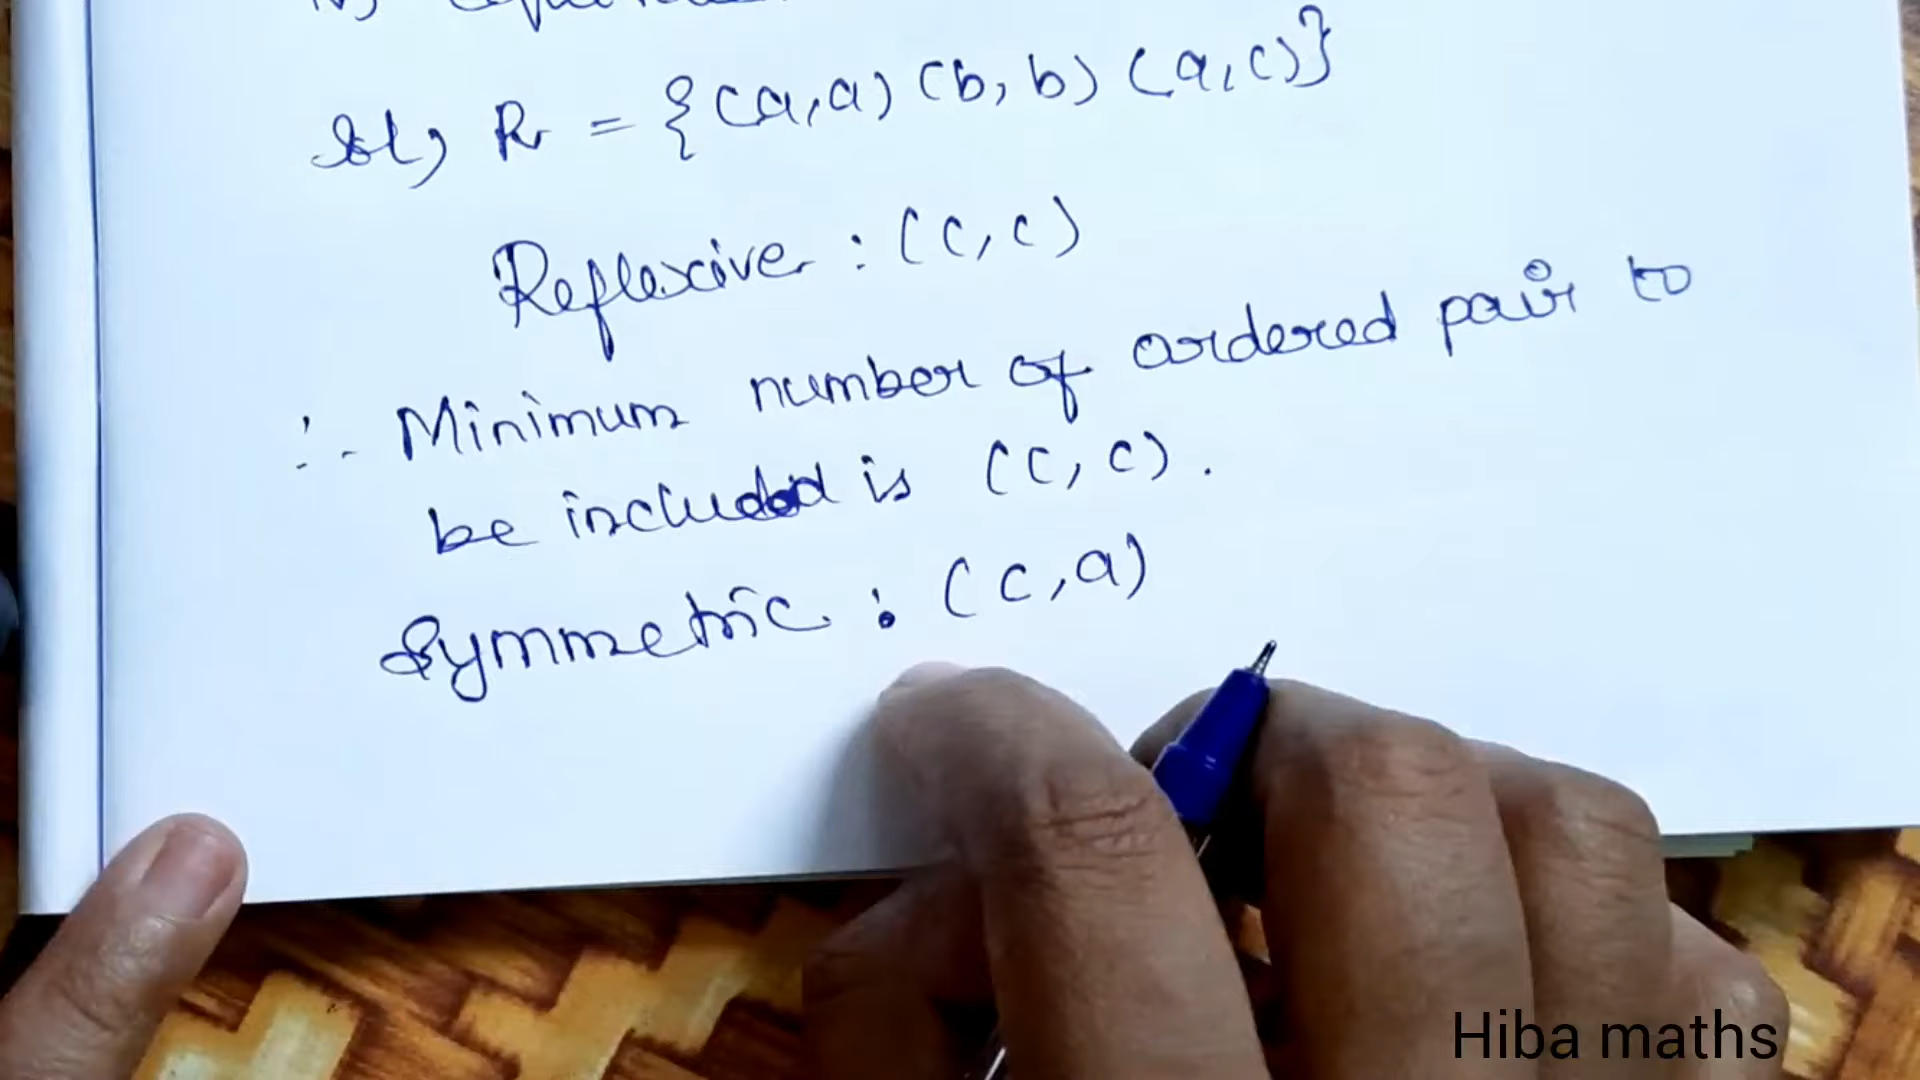 Sol, R = {(a,a) (b,b) (a,c)}
Reflexive : (c,c)
∴ Minimum number of ordered pair to
be included is (c,c).
Symmetric : (c,a)
Hiba maths